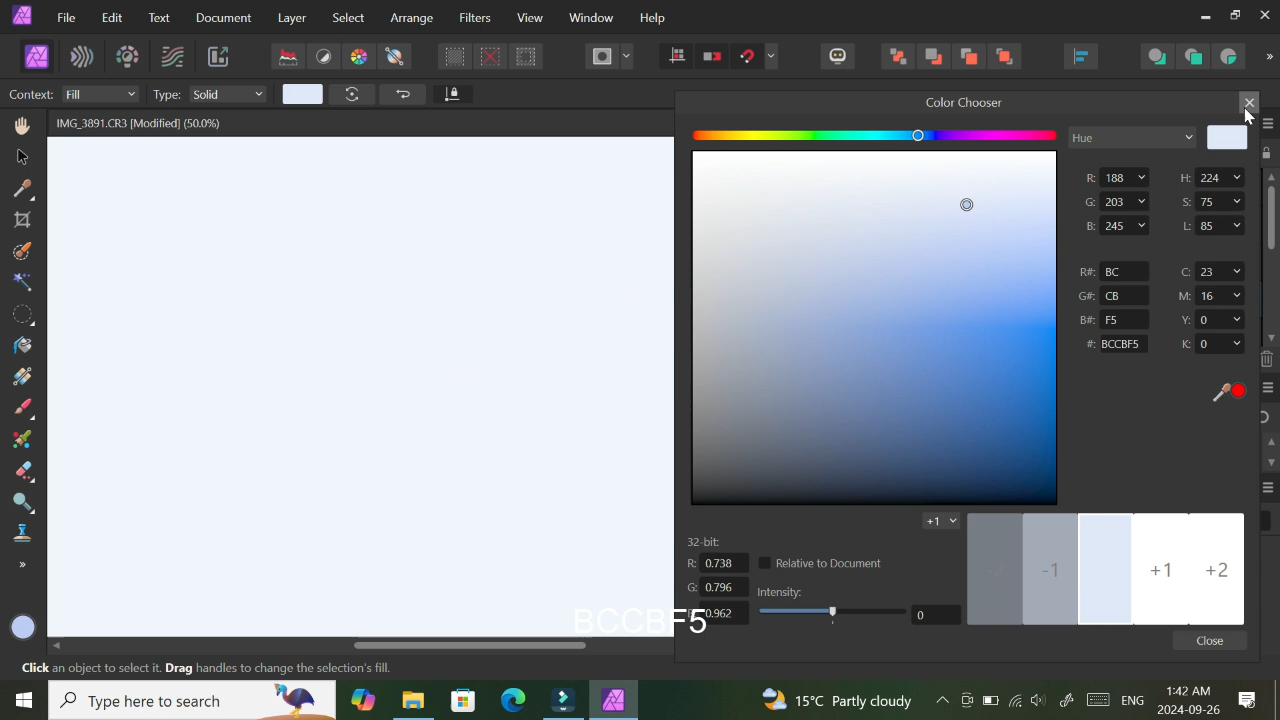 File Edit Text Document Layer Select Arrange Filters View Window Help
Context: Fill Type: Solid
IMG_3891.CR3 [Modified] (50.0%)
Color Chooser
Hue
R: 188 H: 224
G: 203 S: 75
B: 245 L: 85
R#: BC C: 23
G#: CB M: 16
B#: F5 Y: 0
#: BCCBF5 K: 0
+1
32-bit:
R: 0.738 Relative to Document
G: 0.796 Intensity:
0.962 0
-1 +1 +2
BCCBF5
Close
Click an object to select it. Drag handles to change the selection's fill.
Type here to search
15°C Partly cloudy
ENG
1:42 AM
2024-09-26